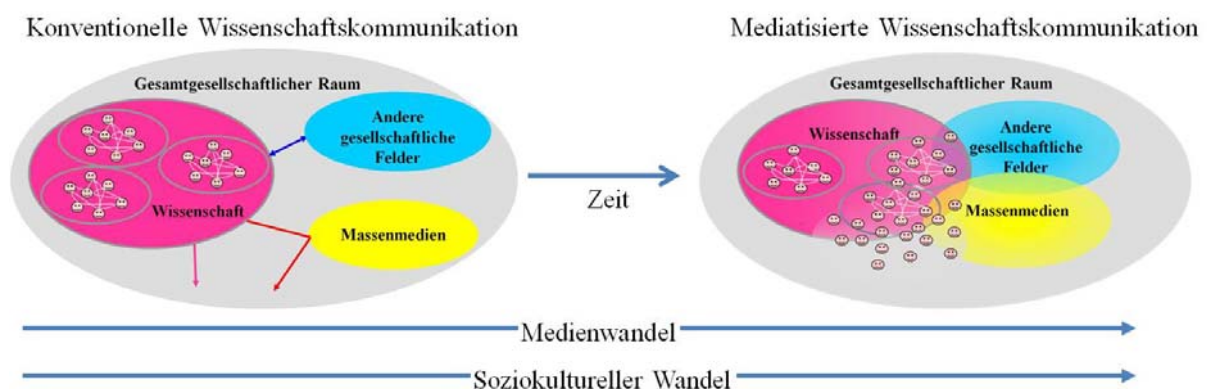 Konventionelle Wissenschaftskommunikation
Gesamtgesellschaftlicher Raum
Andere
gesellschaftliche
Felder
Wissenschaft
Massenmedien
Zeit
Mediatisierte Wissenschaftskommunikation
Gesamtgesellschaftlicher Raum
Wissenschaft
Andere
gesellschaftliche
Felder
Massenmedien
Medienwandel
Soziokultureller Wandel